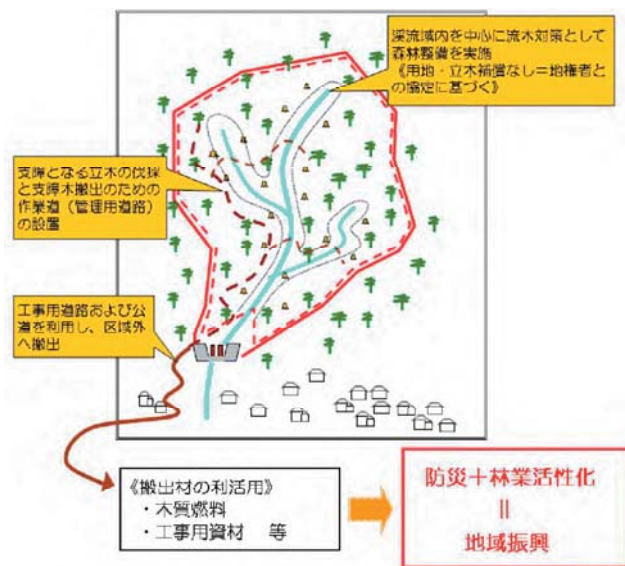 渓流域内を中心に流木対策として
森林整備を実施
《用地・立木補償なし＝地権者と
の協定に基づく》
支障となる立木の伐採
と支障木搬出のための
作業道（管理用道路）
の設置
工事用道路および公
道を利用し、区域外
へ搬出
《搬出材の利活用》
・木質燃料
・工事用資材　等
防災＋林業活性化
＝
地域振興